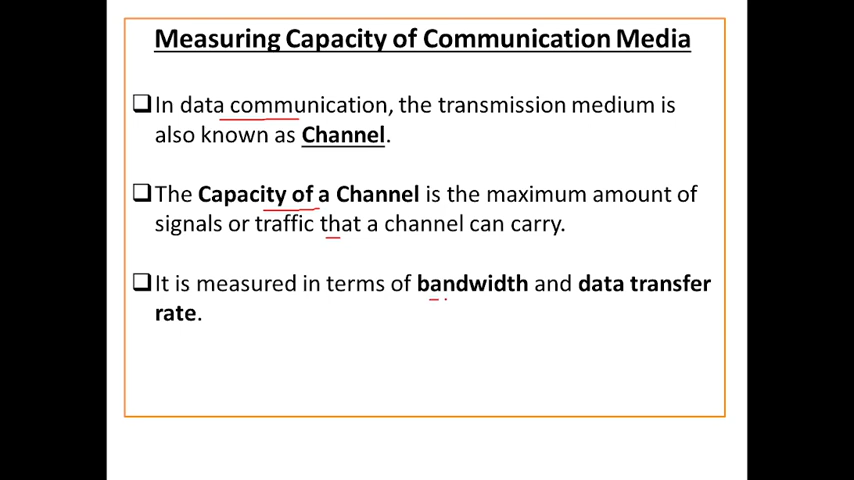 Measuring Capacity of Communication Media
❑In data communication, the transmission medium is
also known as Channel.
❑The Capacity of a Channel is the maximum amount of
signals or traffic that a channel can carry.
❑It is measured in terms of bandwidth and data transfer
rate.